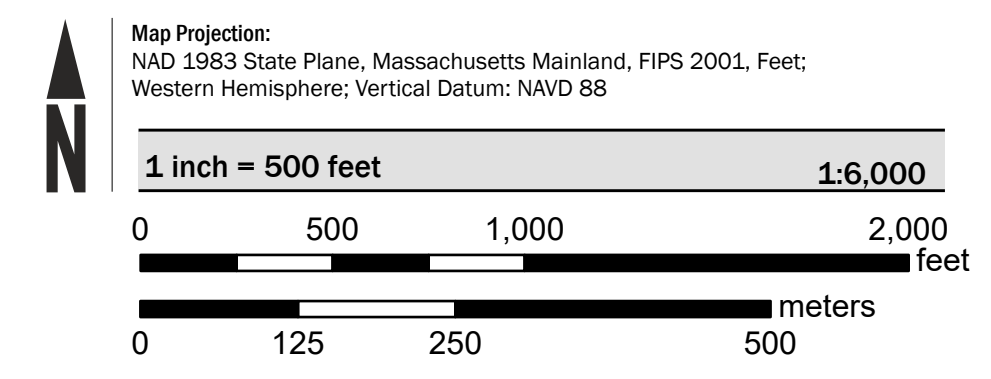 Map Projection:
NAD 1983 State Plane, Massachusetts Mainland, FIPS 2001, Feet;
Western Hemisphere; Vertical Datum: NAVD 88
N
1 inch = 500 feet 1:6,000
0 500 1,000 2,000
feet
meters
0 125 250 500